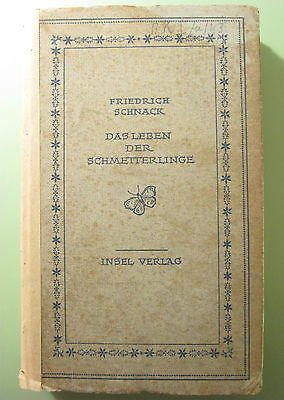 FRIEDRICH
SCHNACK
DAS LEBEN
DER
SCHMETTERLINGE
INSEL VERLAG